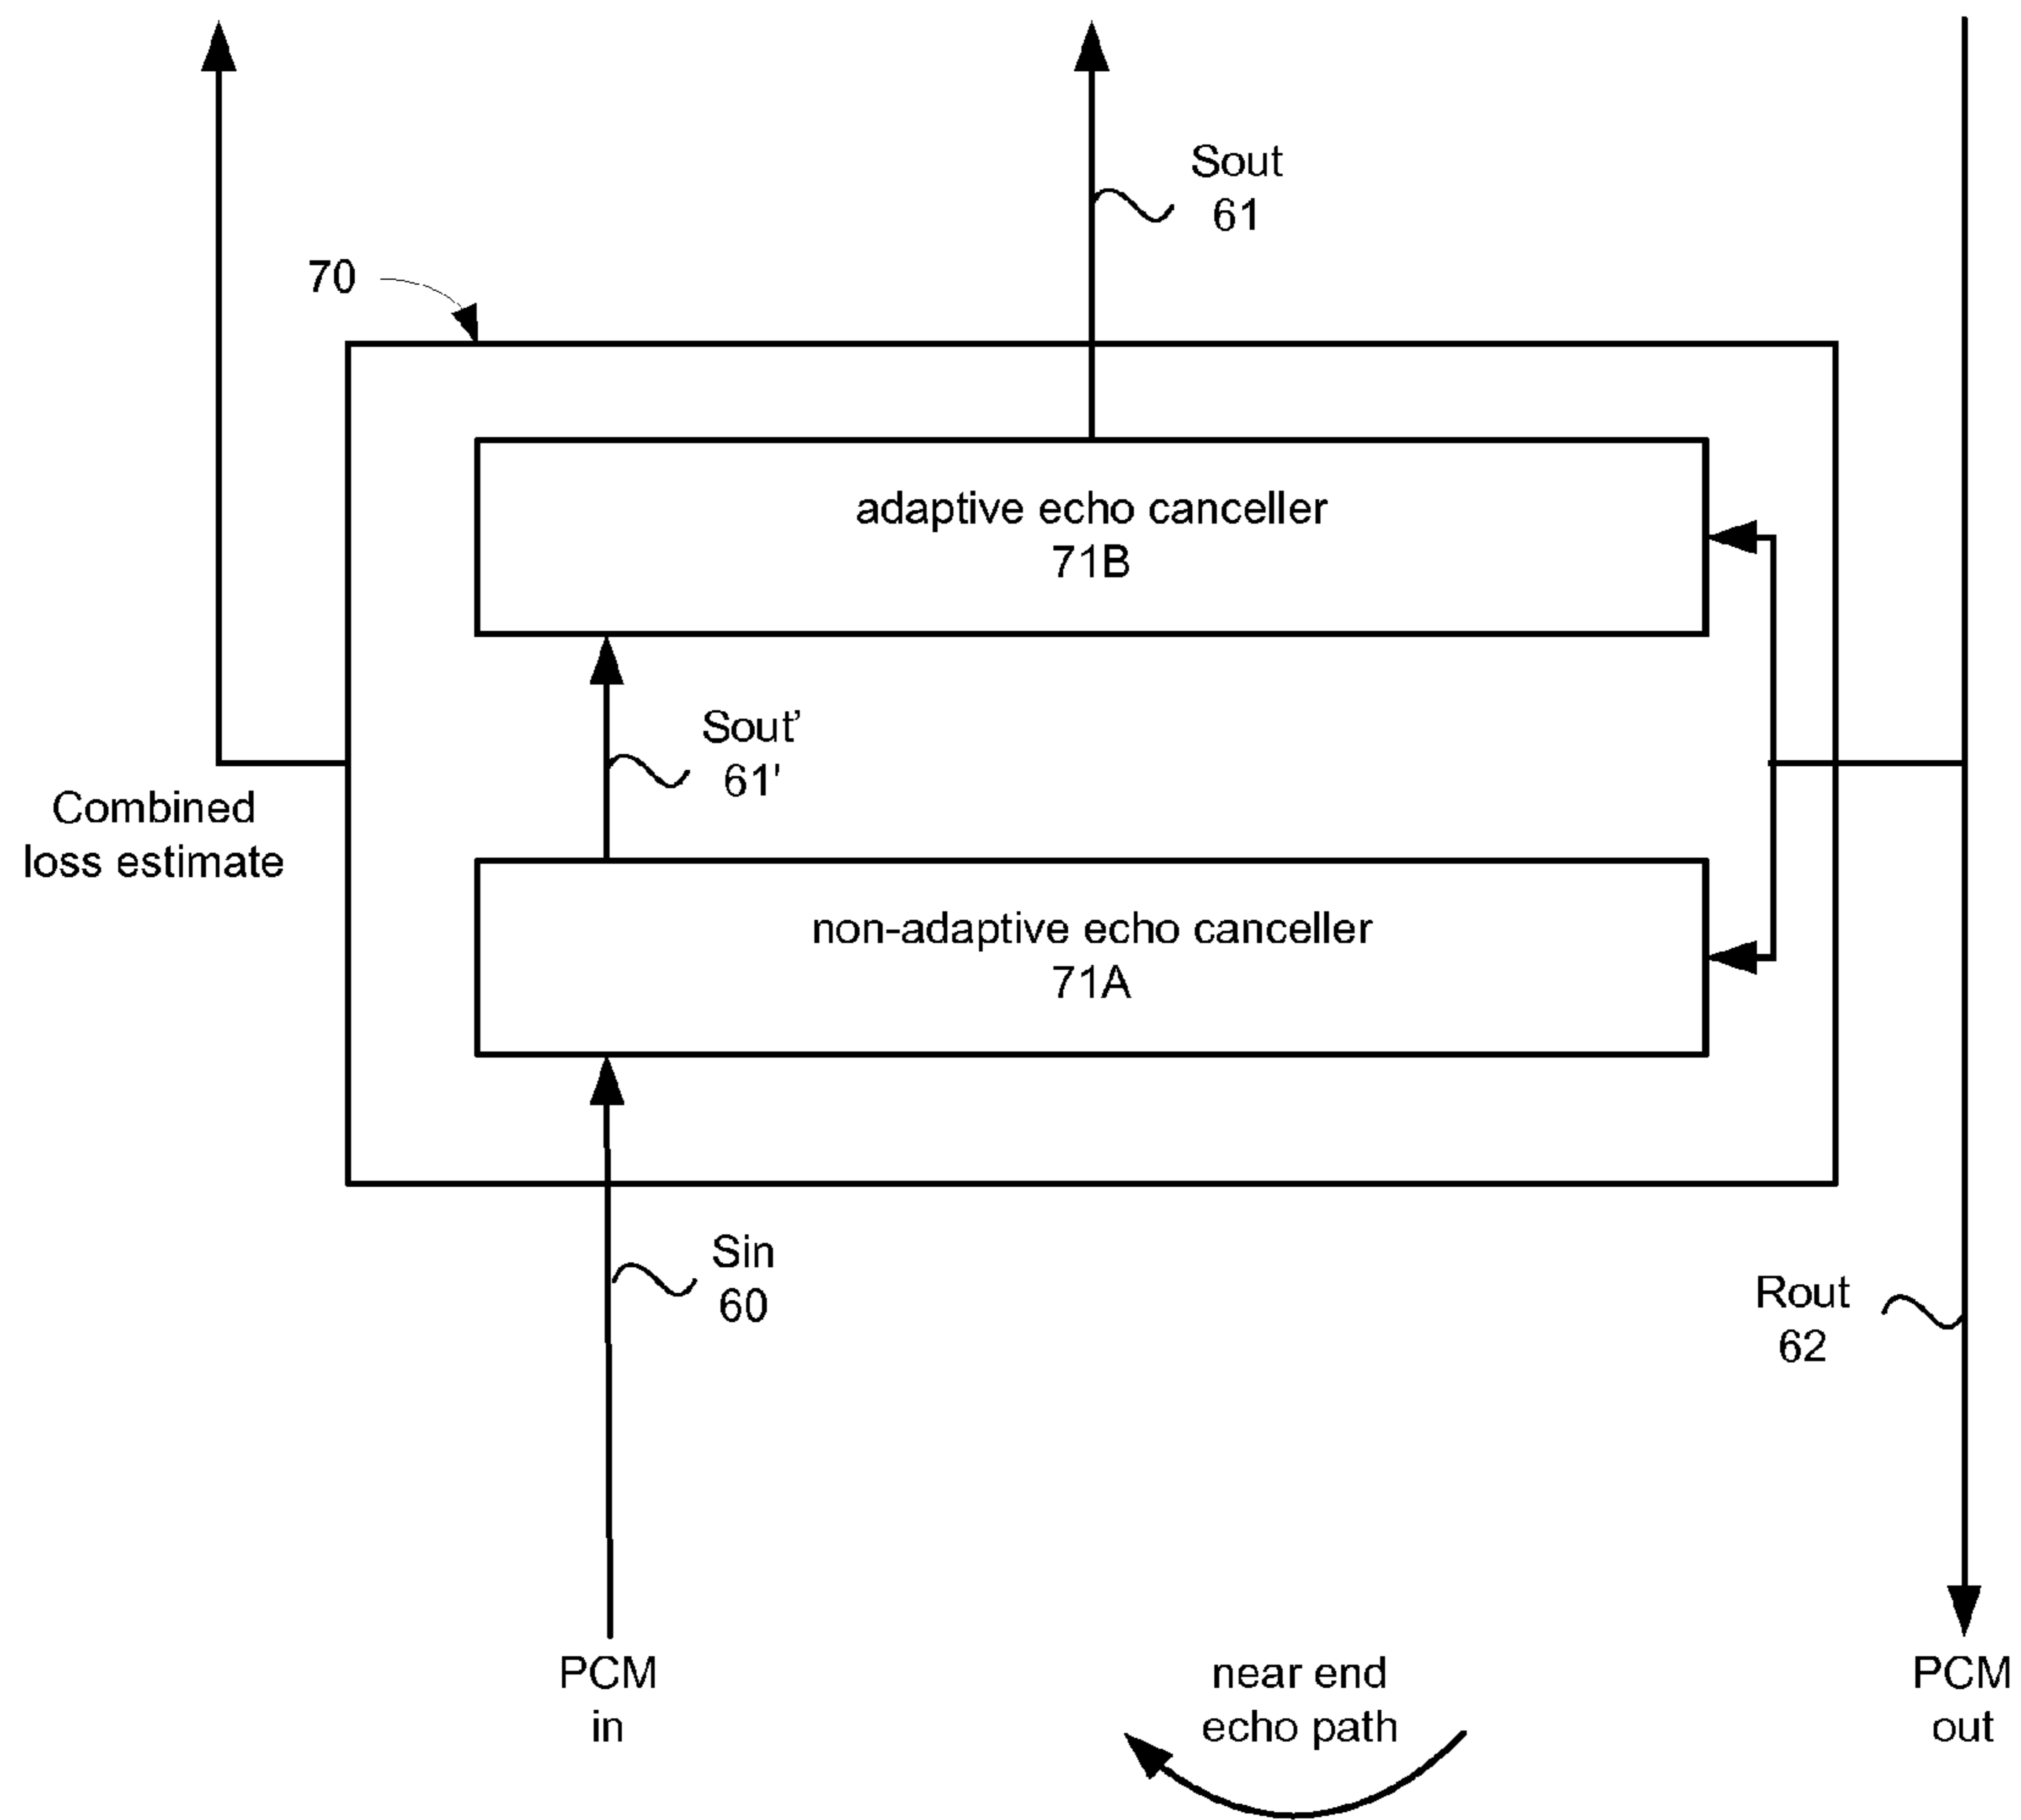 Sout
61
70
adaptive echo canceller
71B
Sout’
61'
Combined
loss estimate
non-adaptive echo canceller
71A
Sin
60
Rout
62
PCM
in
near end
echo path
PCM
out